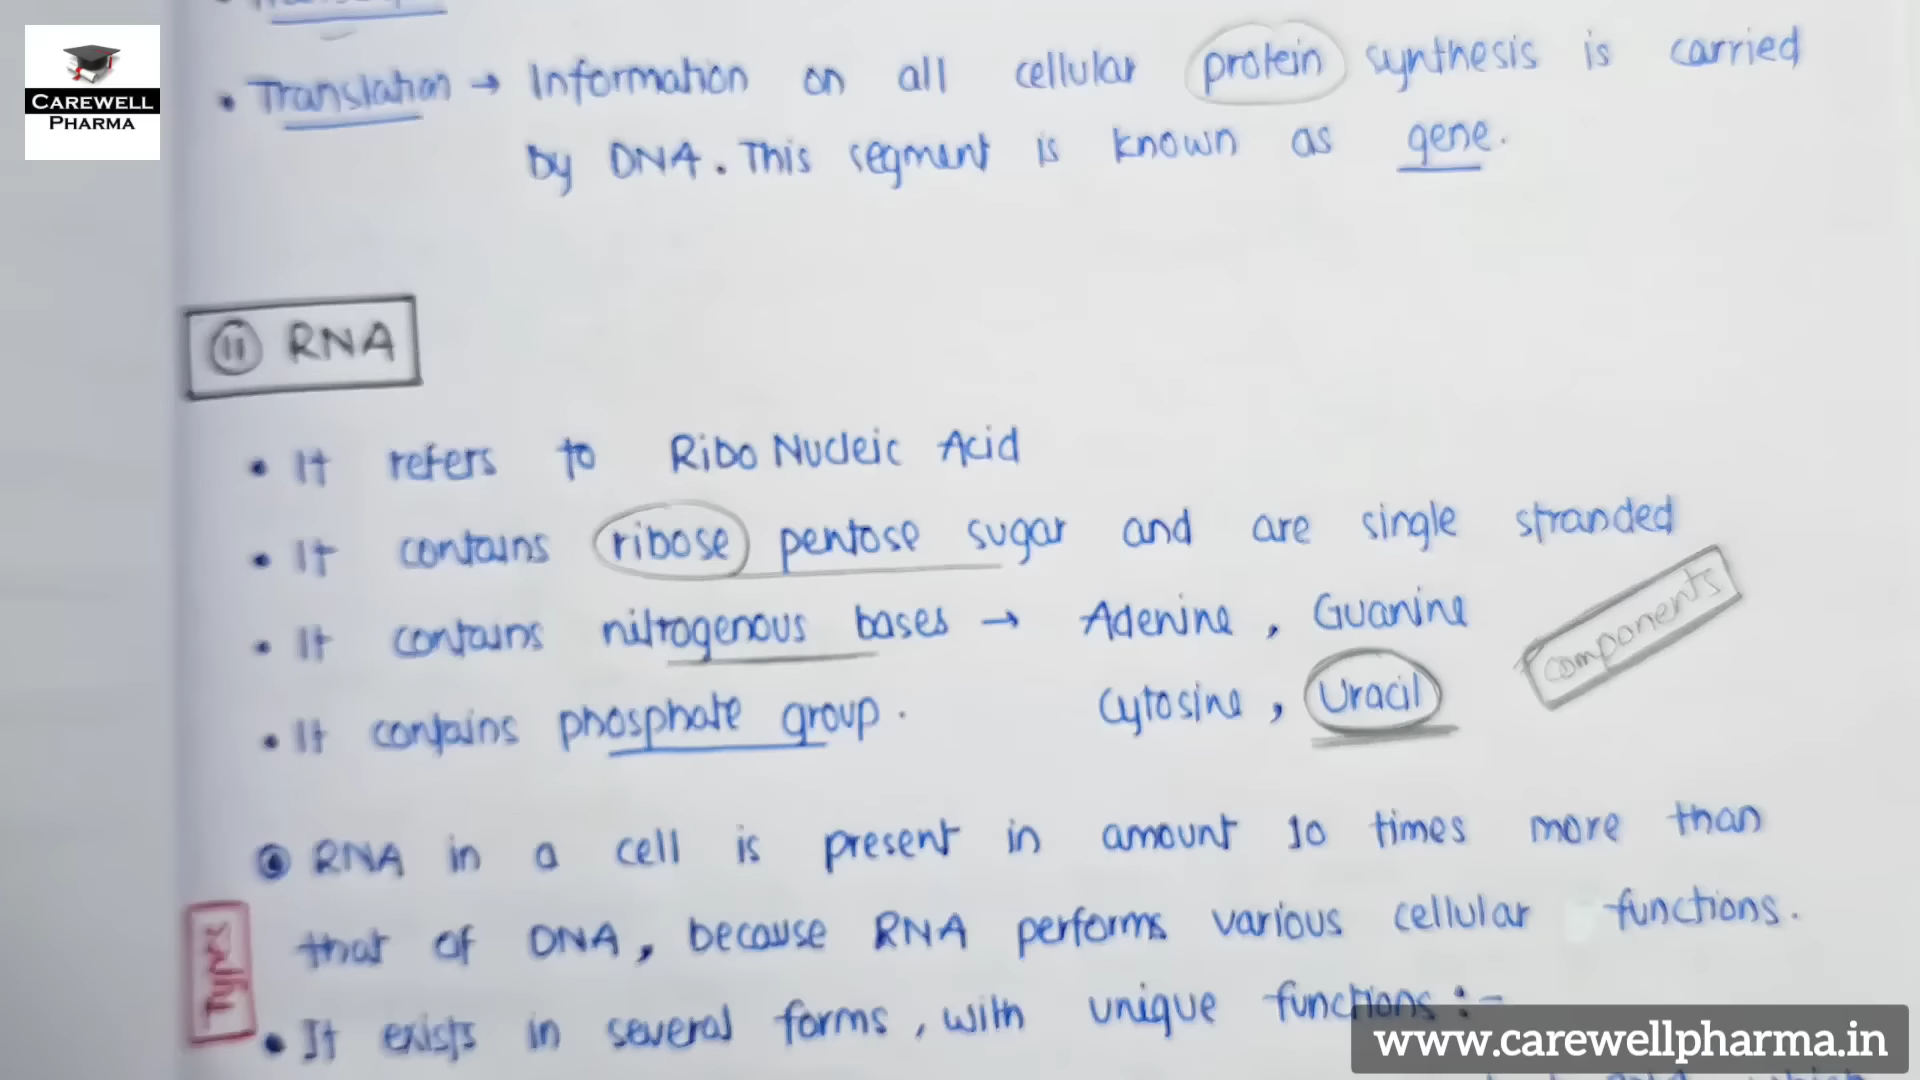 CAREWELL
PHARMA
• Translation → Information on all cellular protein synthesis is carried
by DNA. This segment is known as gene.
(ii) RNA
• It refers to Ribo Nucleic Acid
• It contains ribose pentose sugar and are single stranded
• It contains nitrogenous bases → Adenine, Guanine
components
• It contains phosphate group. Cytosine, Uracil
• RNA in a cell is present in amount 10 times more than
that of DNA, because RNA performs various cellular functions.
Types
• It exists in several forms, with unique functions:-
www.carewellpharma.in